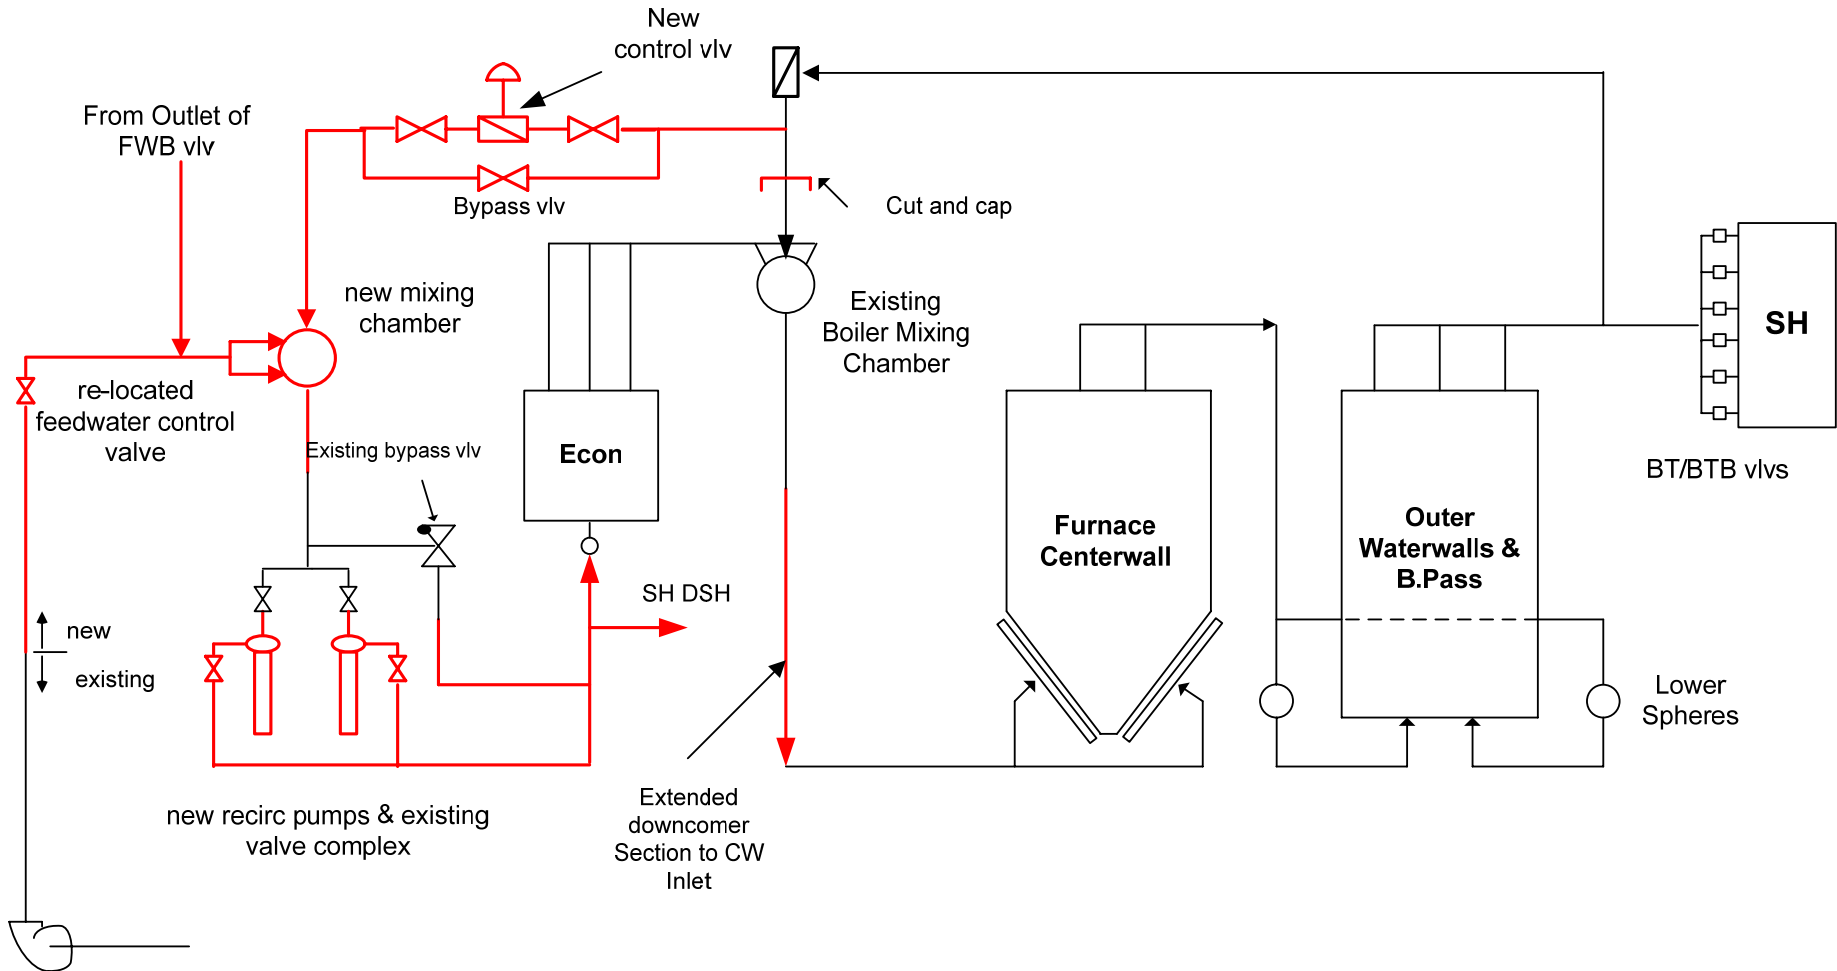 New
control vlv
From Outlet of
FWB vlv
Bypass vlv
Cut and cap
new mixing
chamber
Existing
Boiler Mixing
Chamber
SH
re-located
feedwater control
valve
Existing bypass vlv
Econ
BT/BTB vlvs
Furnace
Centerwall
Outer
Waterwalls &
B.Pass
SH DSH
new
existing
Lower
Spheres
new recirc pumps & existing
valve complex
Extended
downcomer
Section to CW
Inlet